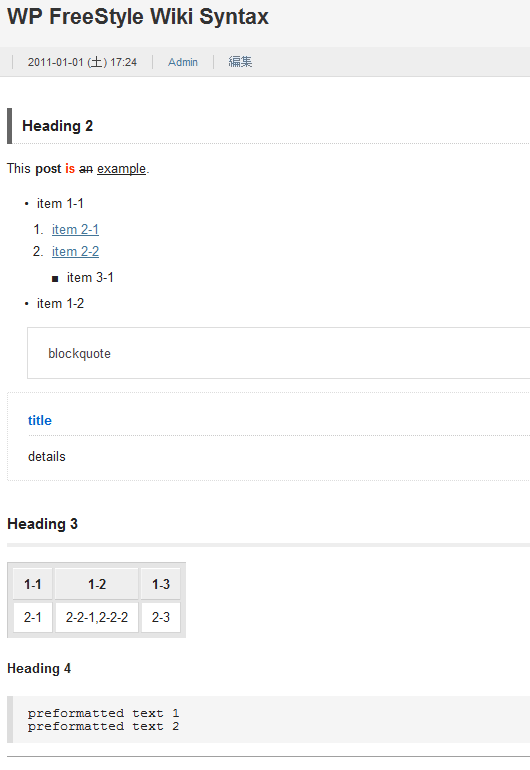 WP FreeStyle Wiki Syntax
2011-01-01 (土) 17:24 Admin 編集
Heading 2
This post is an example.
• item 1-1
1. item 2-1
2. item 2-2
■ item 3-1
• item 1-2
blockquote
title
details
Heading 3
1-1 1-2 1-3
2-1 2-2-1,2-2-2 2-3
Heading 4
preformatted text 1
preformatted text 2